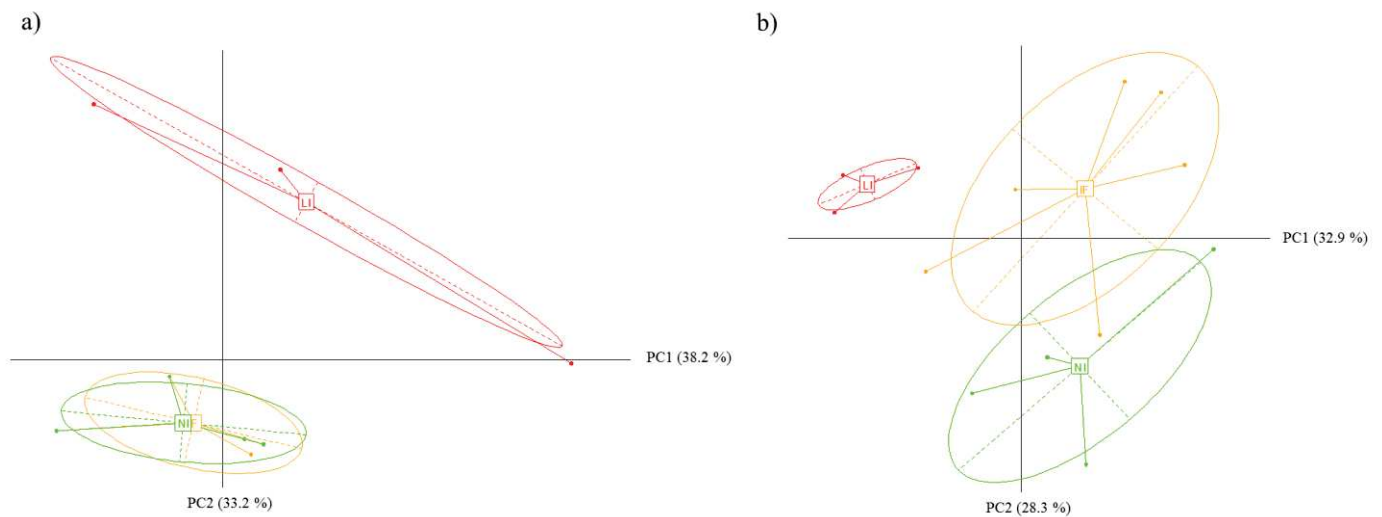 a)
LI
PC1 (38.2 %)
NI
F
PC2 (33.2 %)
b)
LI
IF
PC1 (32.9 %)
NI
PC2 (28.3 %)